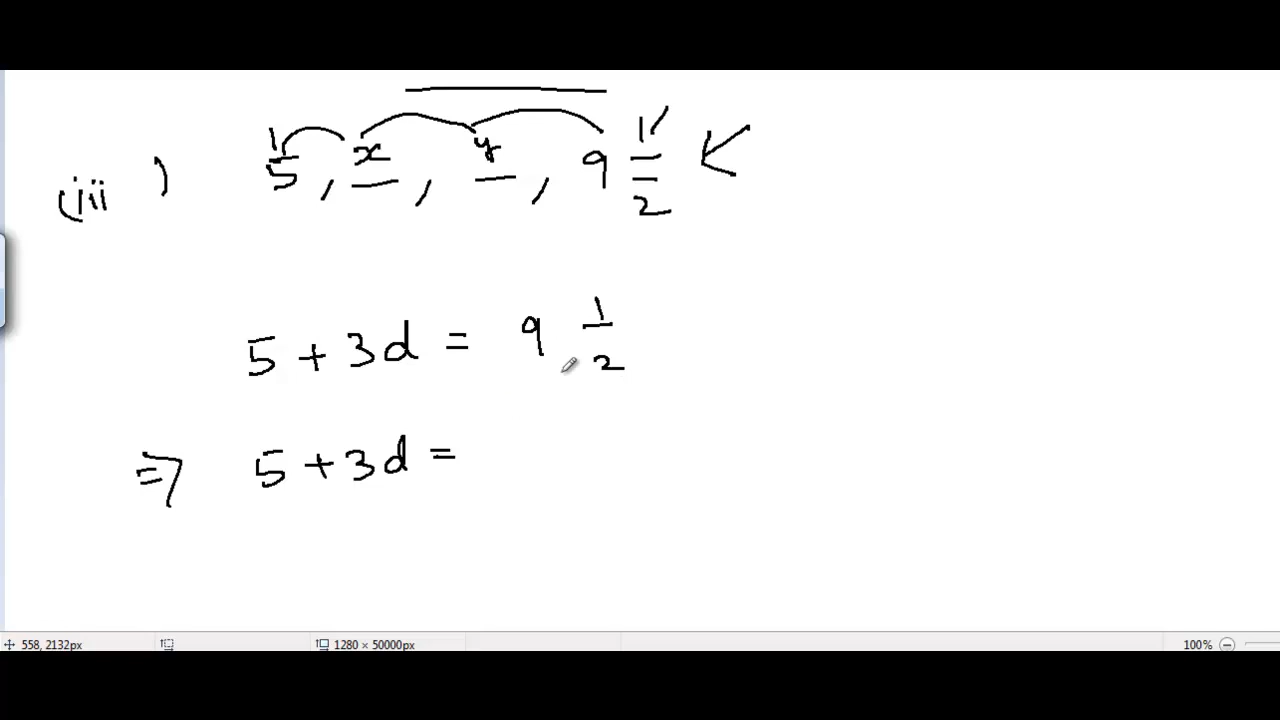 (iii) 5, x, y, 9 1/2
5 + 3d = 9 1/2
⇒ 5 + 3d =
558, 2132px 1280 × 50000px 100%